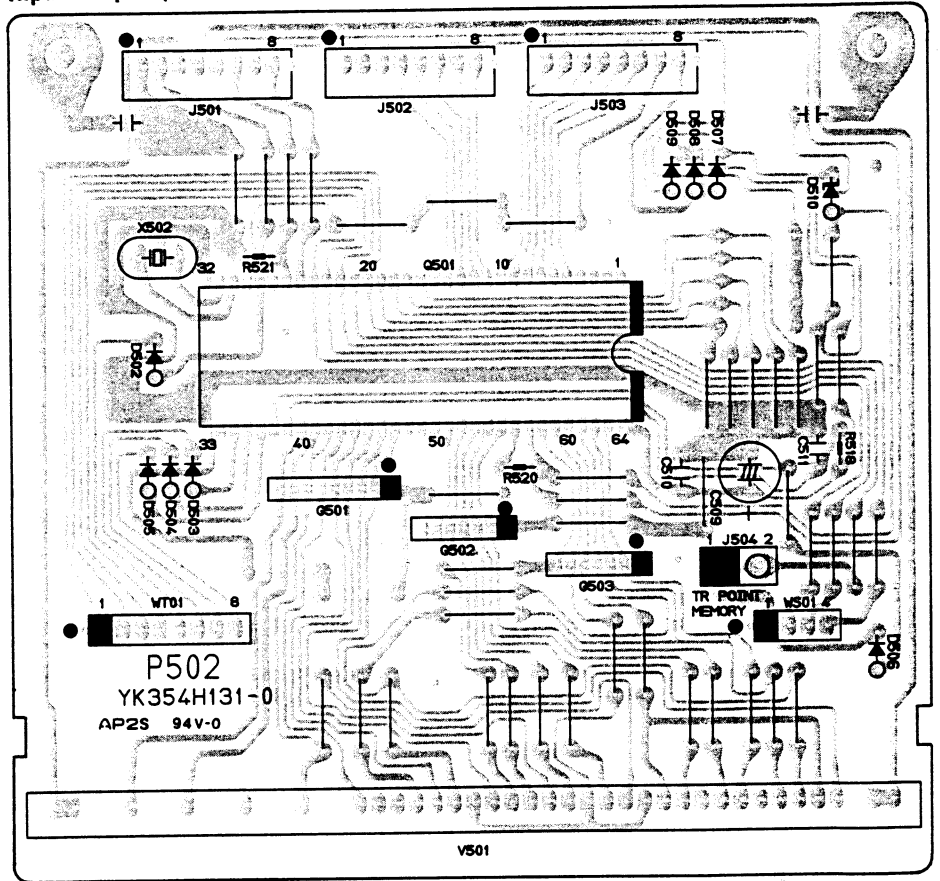 1 8 1 8 1 8
J501 J502 J503
D509 D508 D507
D510
X502
32 R521 20 Q501 10 1
D502
33 40 50 60 64
C510 C511 R518
R520
D505 D504 D503
G501
C509
G502
1 J504 2
G503
TR POINT
MEMORY
1 WT01 8
1 W501 4
D506
P502
YK354H131-0
AP2S 94V-0
V501